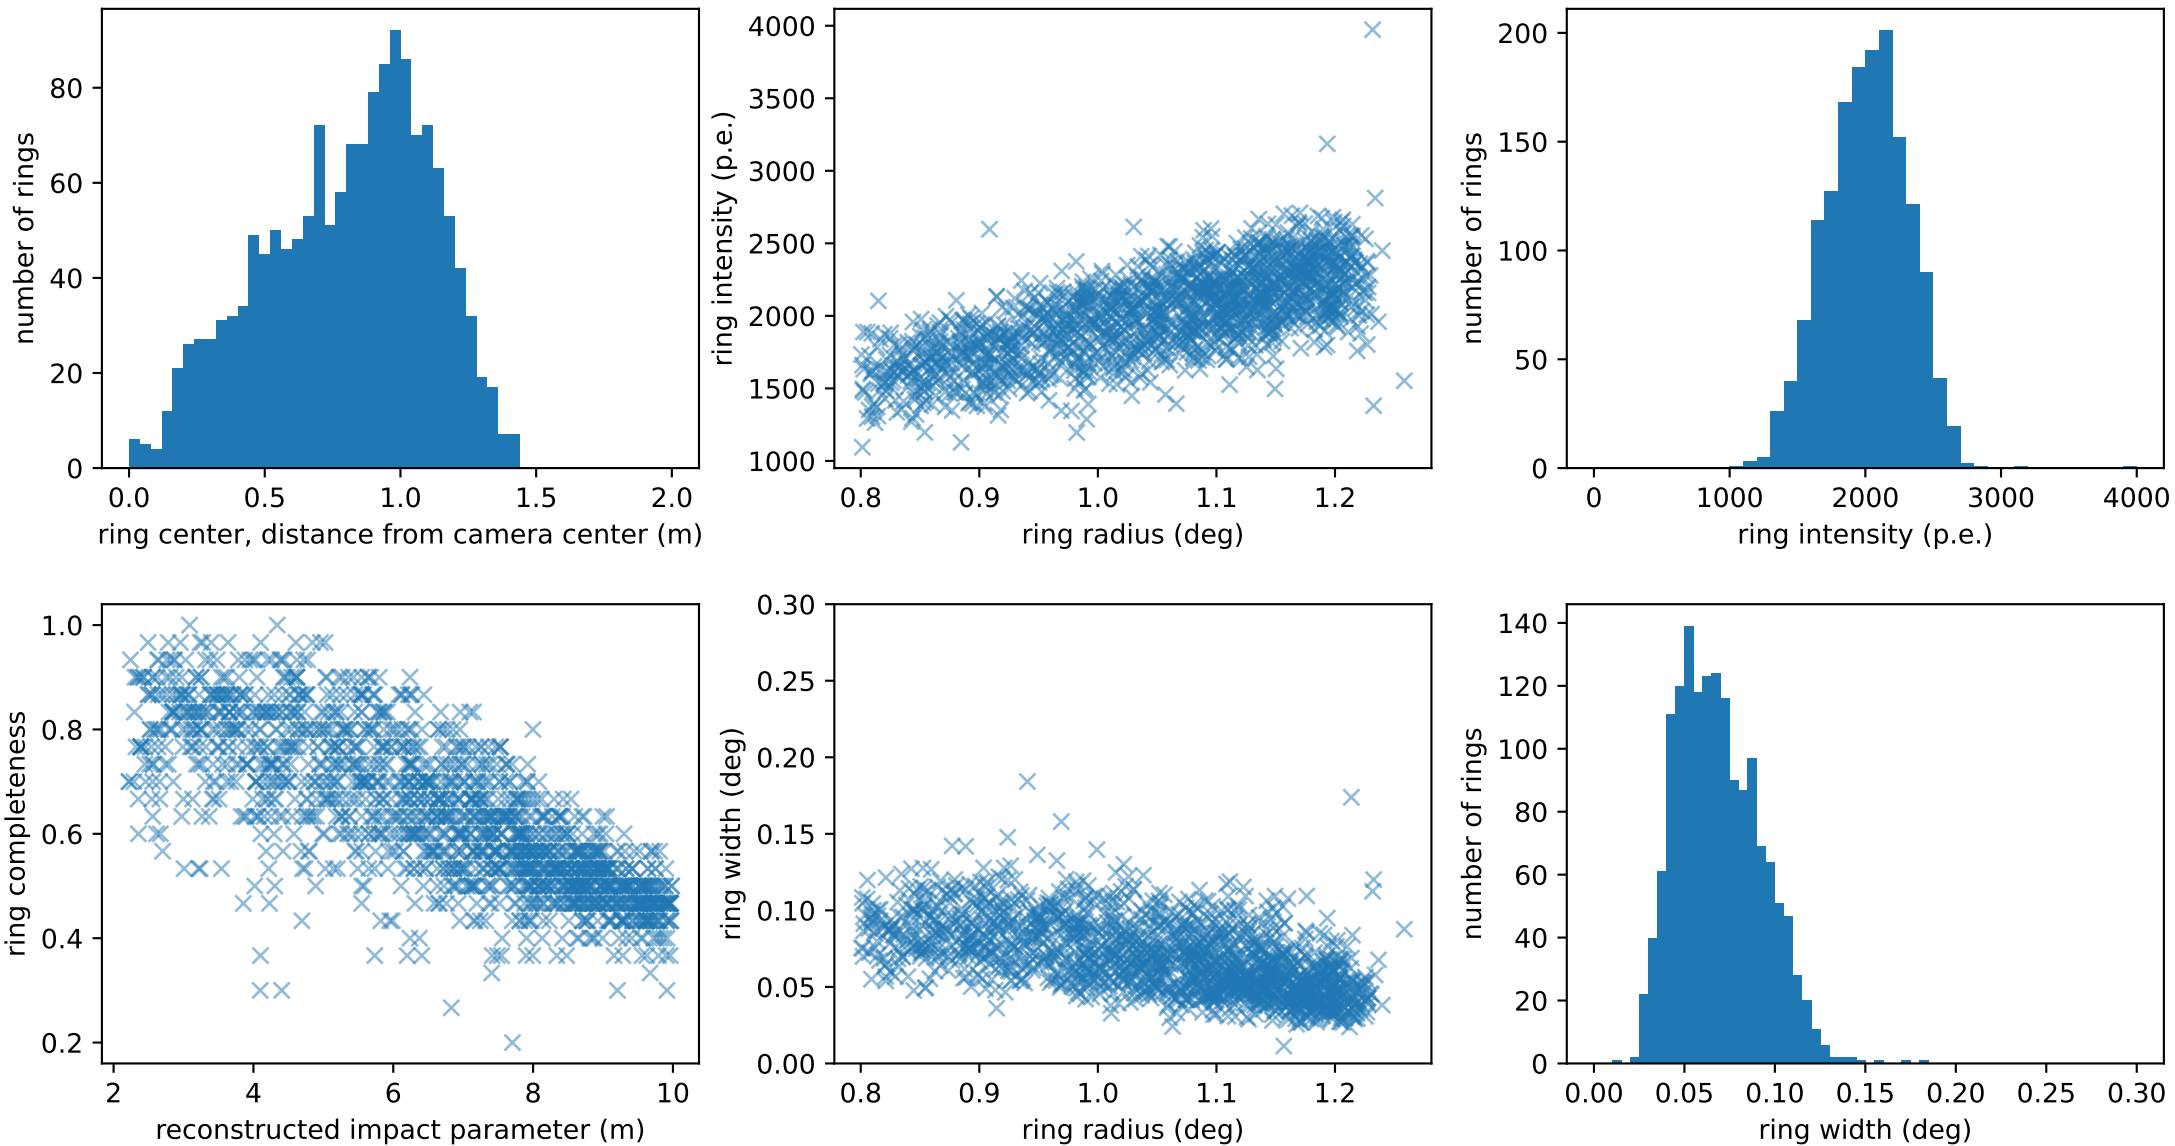 number of rings
80
60
40
20
0
0.0 0.5 1.0 1.5 2.0
ring center, distance from camera center (m)
ring intensity (p.e.)
4000
3500
3000
2500
2000
1500
1000
0.8 0.9 1.0 1.1 1.2
ring radius (deg)
number of rings
200
150
100
50
0
0 1000 2000 3000 4000
ring intensity (p.e.)
ring completeness
1.0
0.8
0.6
0.4
0.2
2 4 6 8 10
reconstructed impact parameter (m)
ring width (deg)
0.30
0.25
0.20
0.15
0.10
0.05
0.00
0.8 0.9 1.0 1.1 1.2
ring radius (deg)
number of rings
140
120
100
80
60
40
20
0
0.00 0.05 0.10 0.15 0.20 0.25 0.30
ring width (deg)